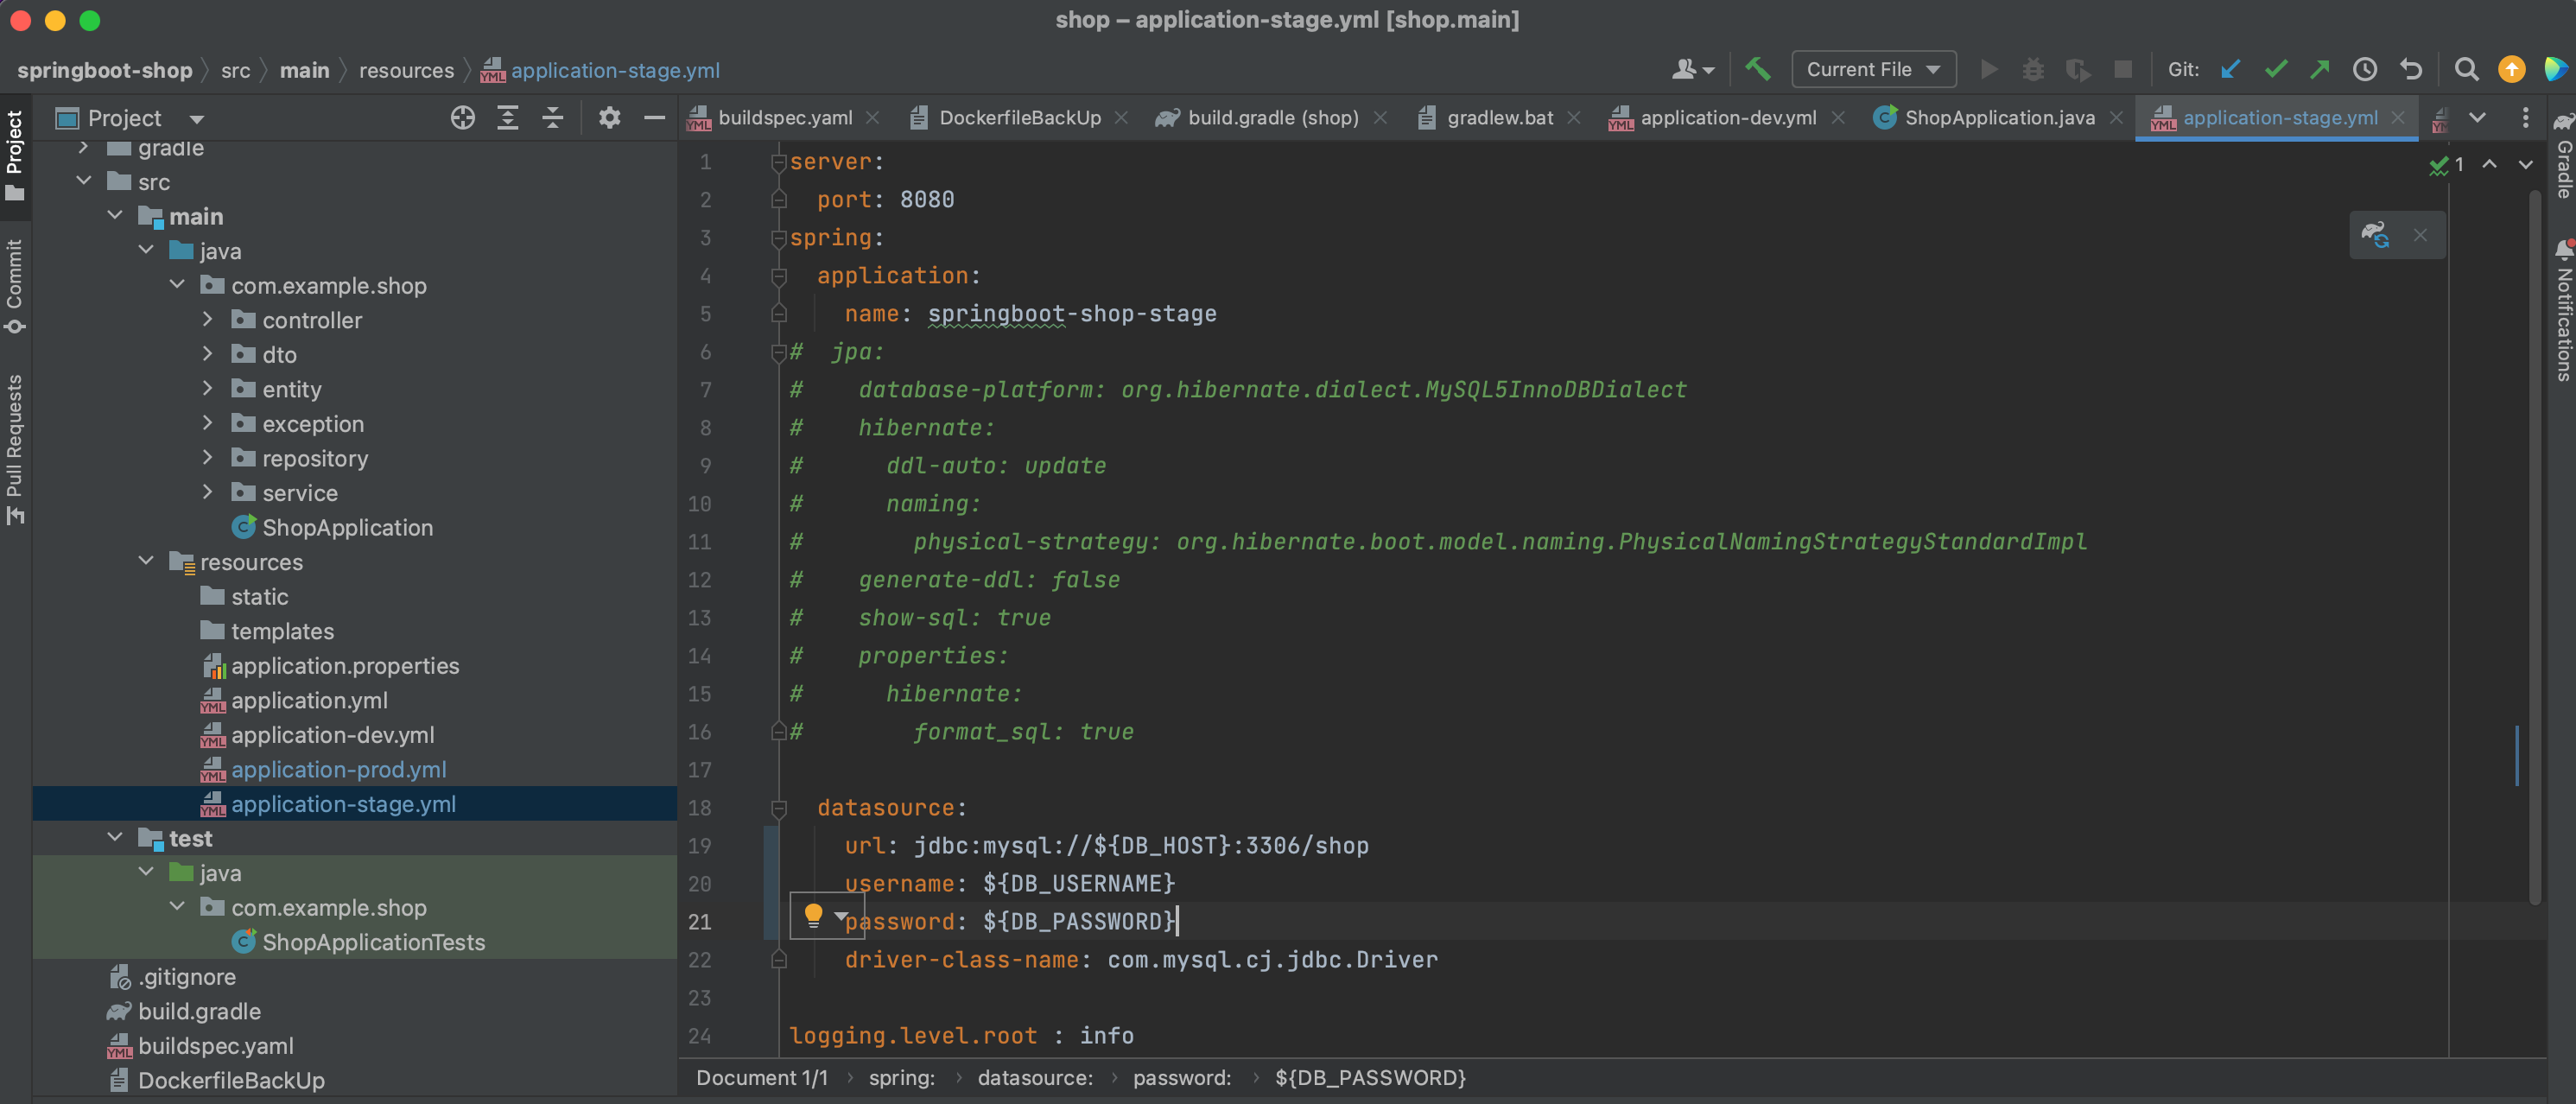 shop – application-stage.yml [shop.main]
springboot-shop src main resources application-stage.yml
Current File Git:
Project
buildspec.yaml DockerfileBackUp build.gradle (shop) gradlew.bat application-dev.yml ShopApplication.java application-stage.yml
Project
Commit
Pull Requests
gradle
src
main
java
com.example.shop
controller
dto
entity
exception
repository
service
ShopApplication
resources
static
templates
application.properties
application.yml
application-dev.yml
application-prod.yml
application-stage.yml
test
java
com.example.shop
ShopApplicationTests
.gitignore
build.gradle
buildspec.yaml
DockerfileBackUp
1 server:
2 port: 8080
3 spring:
4 application:
5 name: springboot-shop-stage
6 # jpa:
7 # database-platform: org.hibernate.dialect.MySQL5InnoDBDialect
8 # hibernate:
9 # ddl-auto: update
10 # naming:
11 # physical-strategy: org.hibernate.boot.model.naming.PhysicalNamingStrategyStandardImpl
12 # generate-ddl: false
13 # show-sql: true
14 # properties:
15 # hibernate:
16 # format_sql: true
17
18 datasource:
19 url: jdbc:mysql://${DB_HOST}:3306/shop
20 username: ${DB_USERNAME}
21 password: ${DB_PASSWORD}
22 driver-class-name: com.mysql.cj.jdbc.Driver
23
24 logging.level.root : info
1
Gradle
Notifications
Document 1/1 spring: datasource: password: ${DB_PASSWORD}